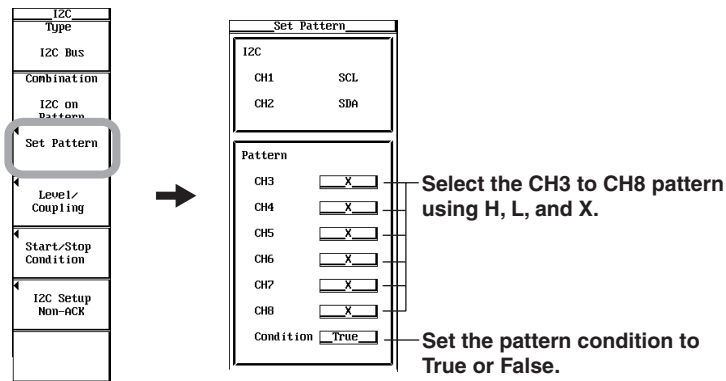 I2C
Type
I2C Bus
Combination
I2C on
Pattern
Set Pattern
Level/
Coupling
Start/Stop
Condition
I2C Setup
Non-ACK
Set Pattern
I2C
CH1 SCL
CH2 SDA
Pattern
CH3 X
CH4 X
CH5 X
CH6 X
CH7 X
CH8 X
Condition True
Select the CH3 to CH8 pattern
using H, L, and X.
Set the pattern condition to
True or False.